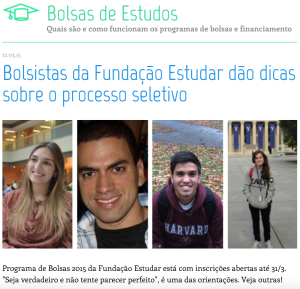 Bolsas de Estudos
Quais são e como funcionam os programas de bolsas e financiamento
12.03.15
Bolsistas da Fundação Estudar dão dicas
sobre o processo seletivo
HARVARD
Programa de Bolsas 2015 da Fundação Estudar está com inscrições abertas até 31/3.
"Seja verdadeiro e não tente parecer perfeito", é uma das orientações. Veja outras!